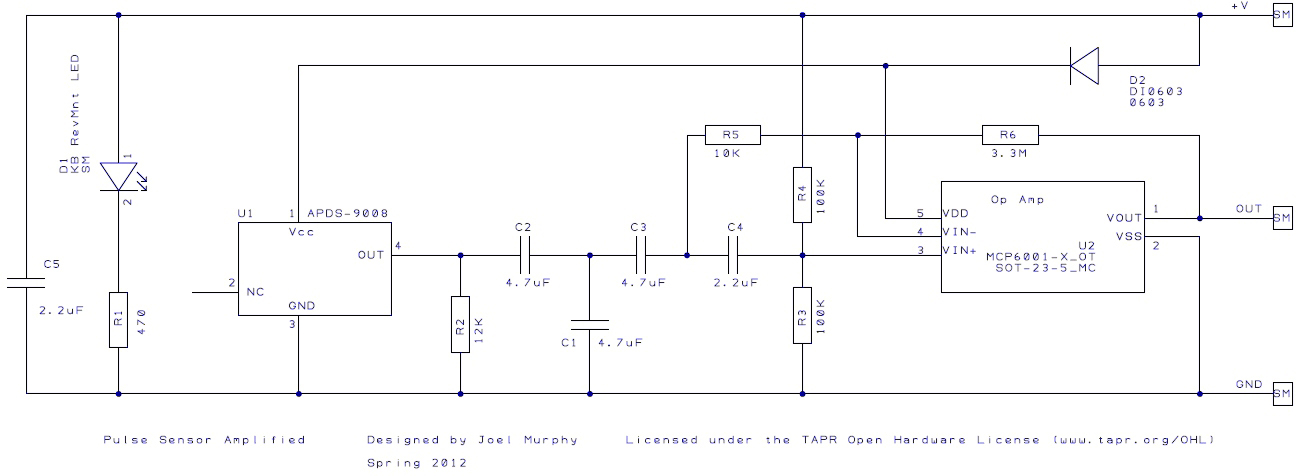 +V
SM
D1
KB RevMnt LED
SM
1
2
D2
DI0603
0603
R5
10K
R6
3.3M
R4
100K
U1
1
APDS-9008
Vcc
OUT
4
2
NC
GND
3
Op Amp
5
VDD
4
VIN-
3
VIN+
VOUT
1
VSS
2
U2
MCP6001-X_OT
SOT-23-5_MC
OUT
SM
C2
4.7uF
C3
4.7uF
C4
2.2uF
C5
2.2uF
R1
470
R2
12K
C1
4.7uF
R3
100K
GND
SM
Pulse Sensor Amplified
Designed by Joel Murphy
Licensed under the TAPR Open Hardware License (www.tapr.org/OHL)
Spring 2012